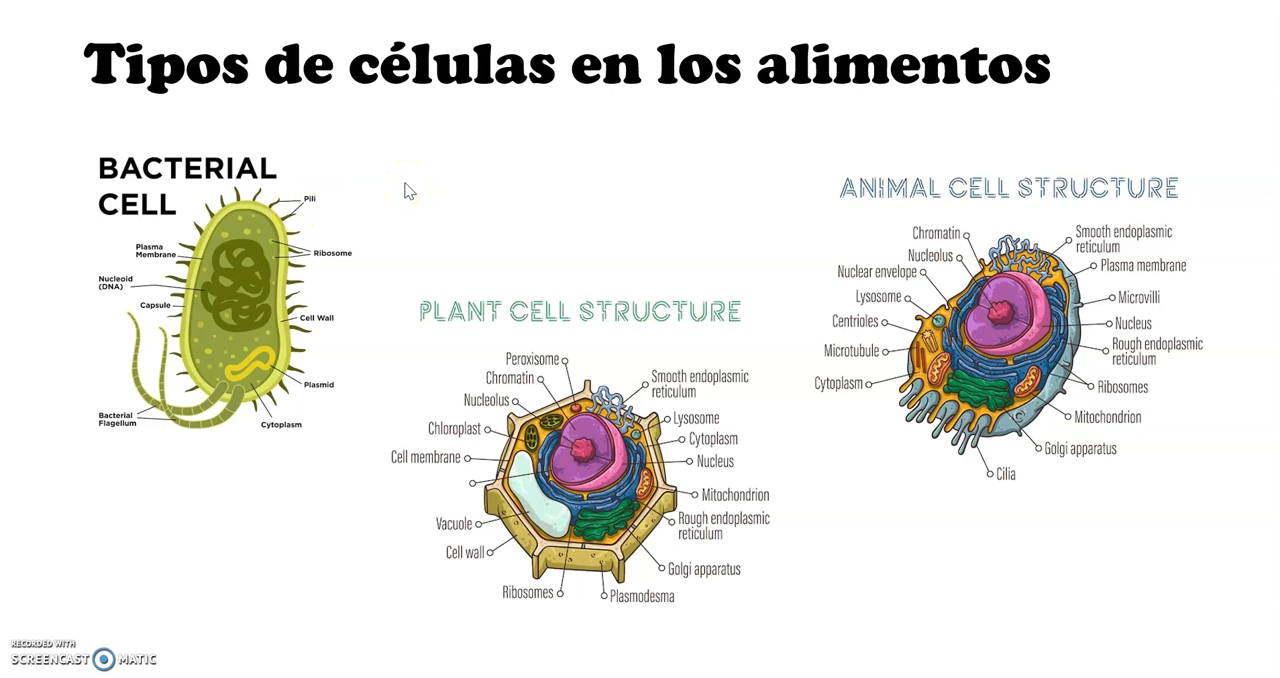 Tipos de células en los alimentos
BACTERIAL
CELL
Pili
Plasma
Membrane
Ribosome
Nucleoid
(DNA)
Capsule
Cell Wall
Plasmid
Bacterial
Flagellum
Cytoplasm
PLANT CELL STRUCTURE
Peroxisome
Chromatin
Smooth endoplasmic
reticulum
Nucleolus
Lysosome
Chloroplast
Cytoplasm
Cell membrane
Nucleus
Mitochondrion
Vacuole
Rough endoplasmic
reticulum
Cell wall
Golgi apparatus
Ribosomes
Plasmodesma
ANIMAL CELL STRUCTURE
Chromatin
Smooth endoplasmic
reticulum
Nucleolus
Plasma membrane
Nuclear envelope
Lysosome
Microvilli
Centrioles
Nucleus
Microtubule
Rough endoplasmic
reticulum
Cytoplasm
Ribosomes
Mitochondrion
Golgi apparatus
Cilia
RECORDED WITH
SCREENCAST MATIC